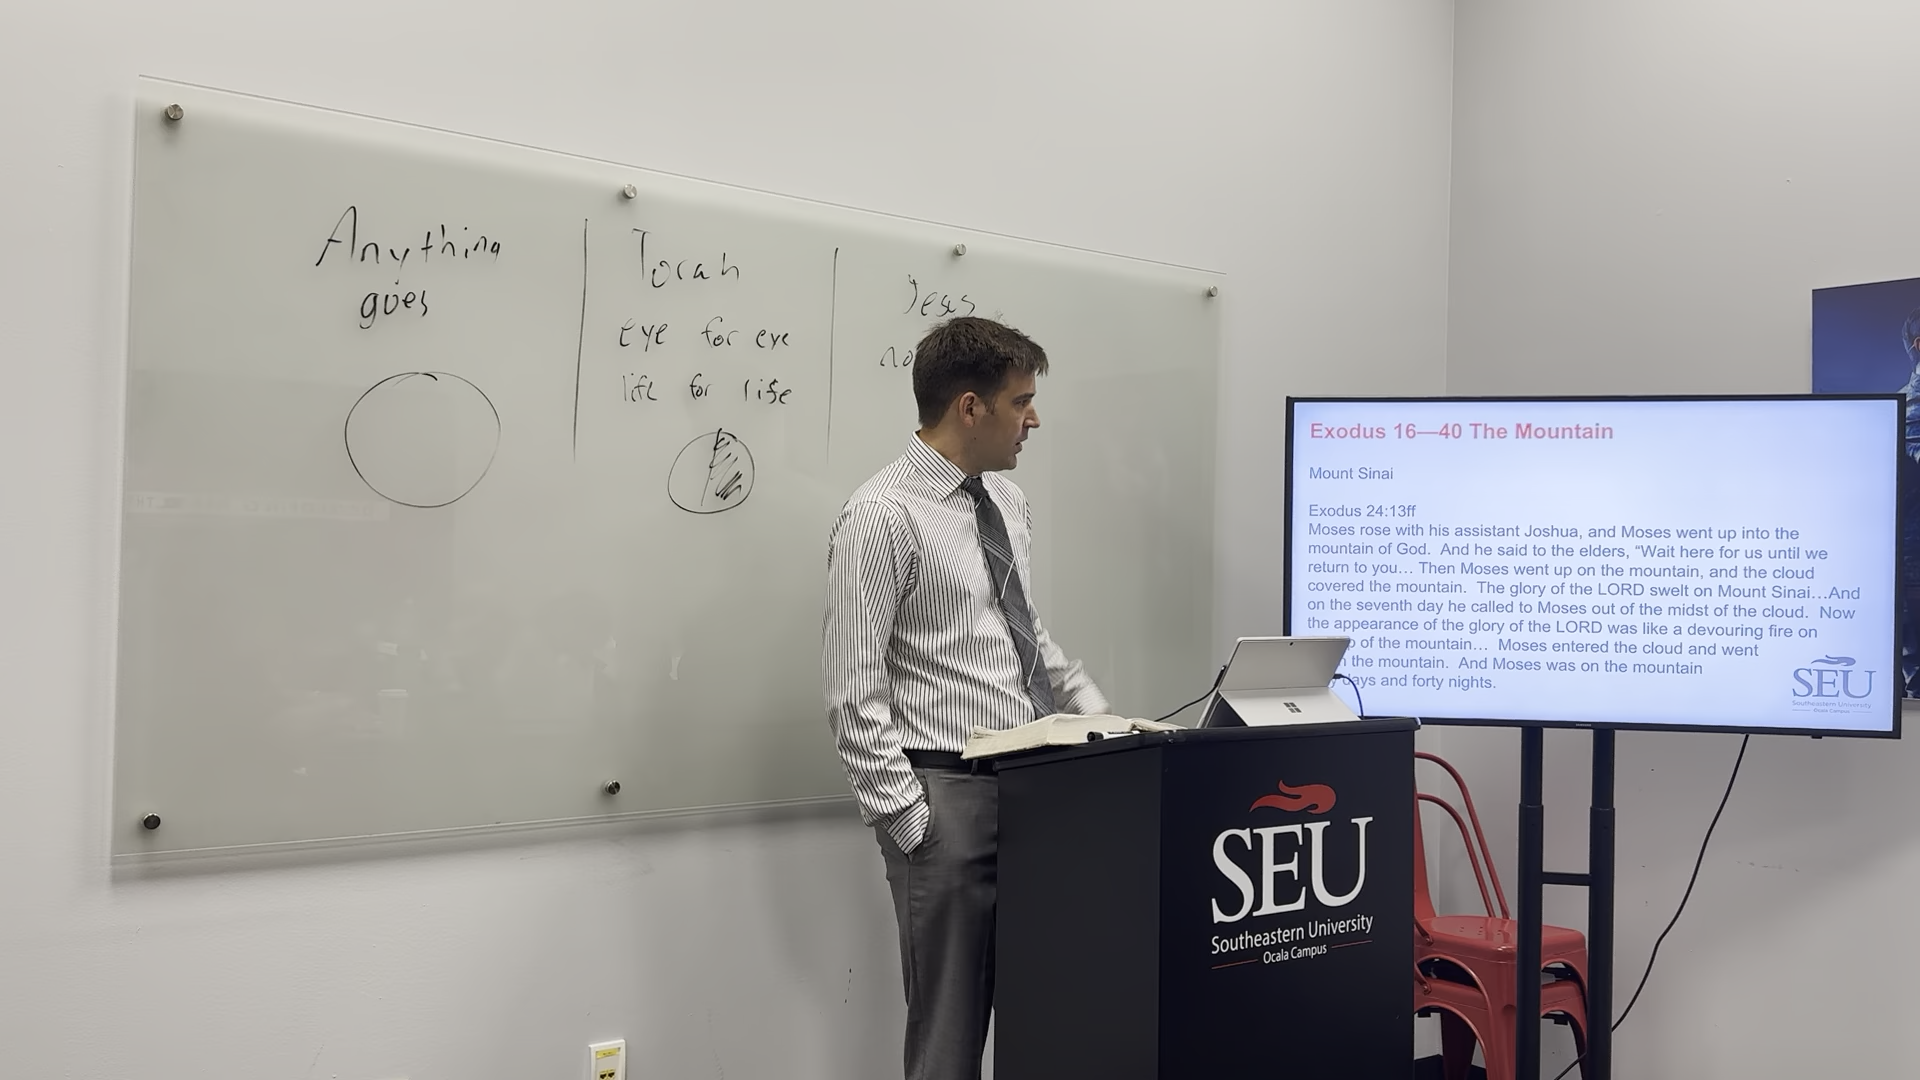 Anything
goes
Torah
eye for eye
life for life
Jesus
no
Exodus 16—40 The Mountain
Mount Sinai
Exodus 24:13ff
Moses rose with his assistant Joshua, and Moses went up into the
mountain of God.  And he said to the elders, “Wait here for us until we
return to you… Then Moses went up on the mountain, and the cloud
covered the mountain.  The glory of the LORD swelt on Mount Sinai…And
on the seventh day he called to Moses out of the midst of the cloud.  Now
the appearance of the glory of the LORD was like a devouring fire on
of the mountain…  Moses entered the cloud and went
the mountain.  And Moses was on the mountain
days and forty nights.
SEU
Southeastern University
Ocala Campus
SEU
Southeastern University
Ocala Campus